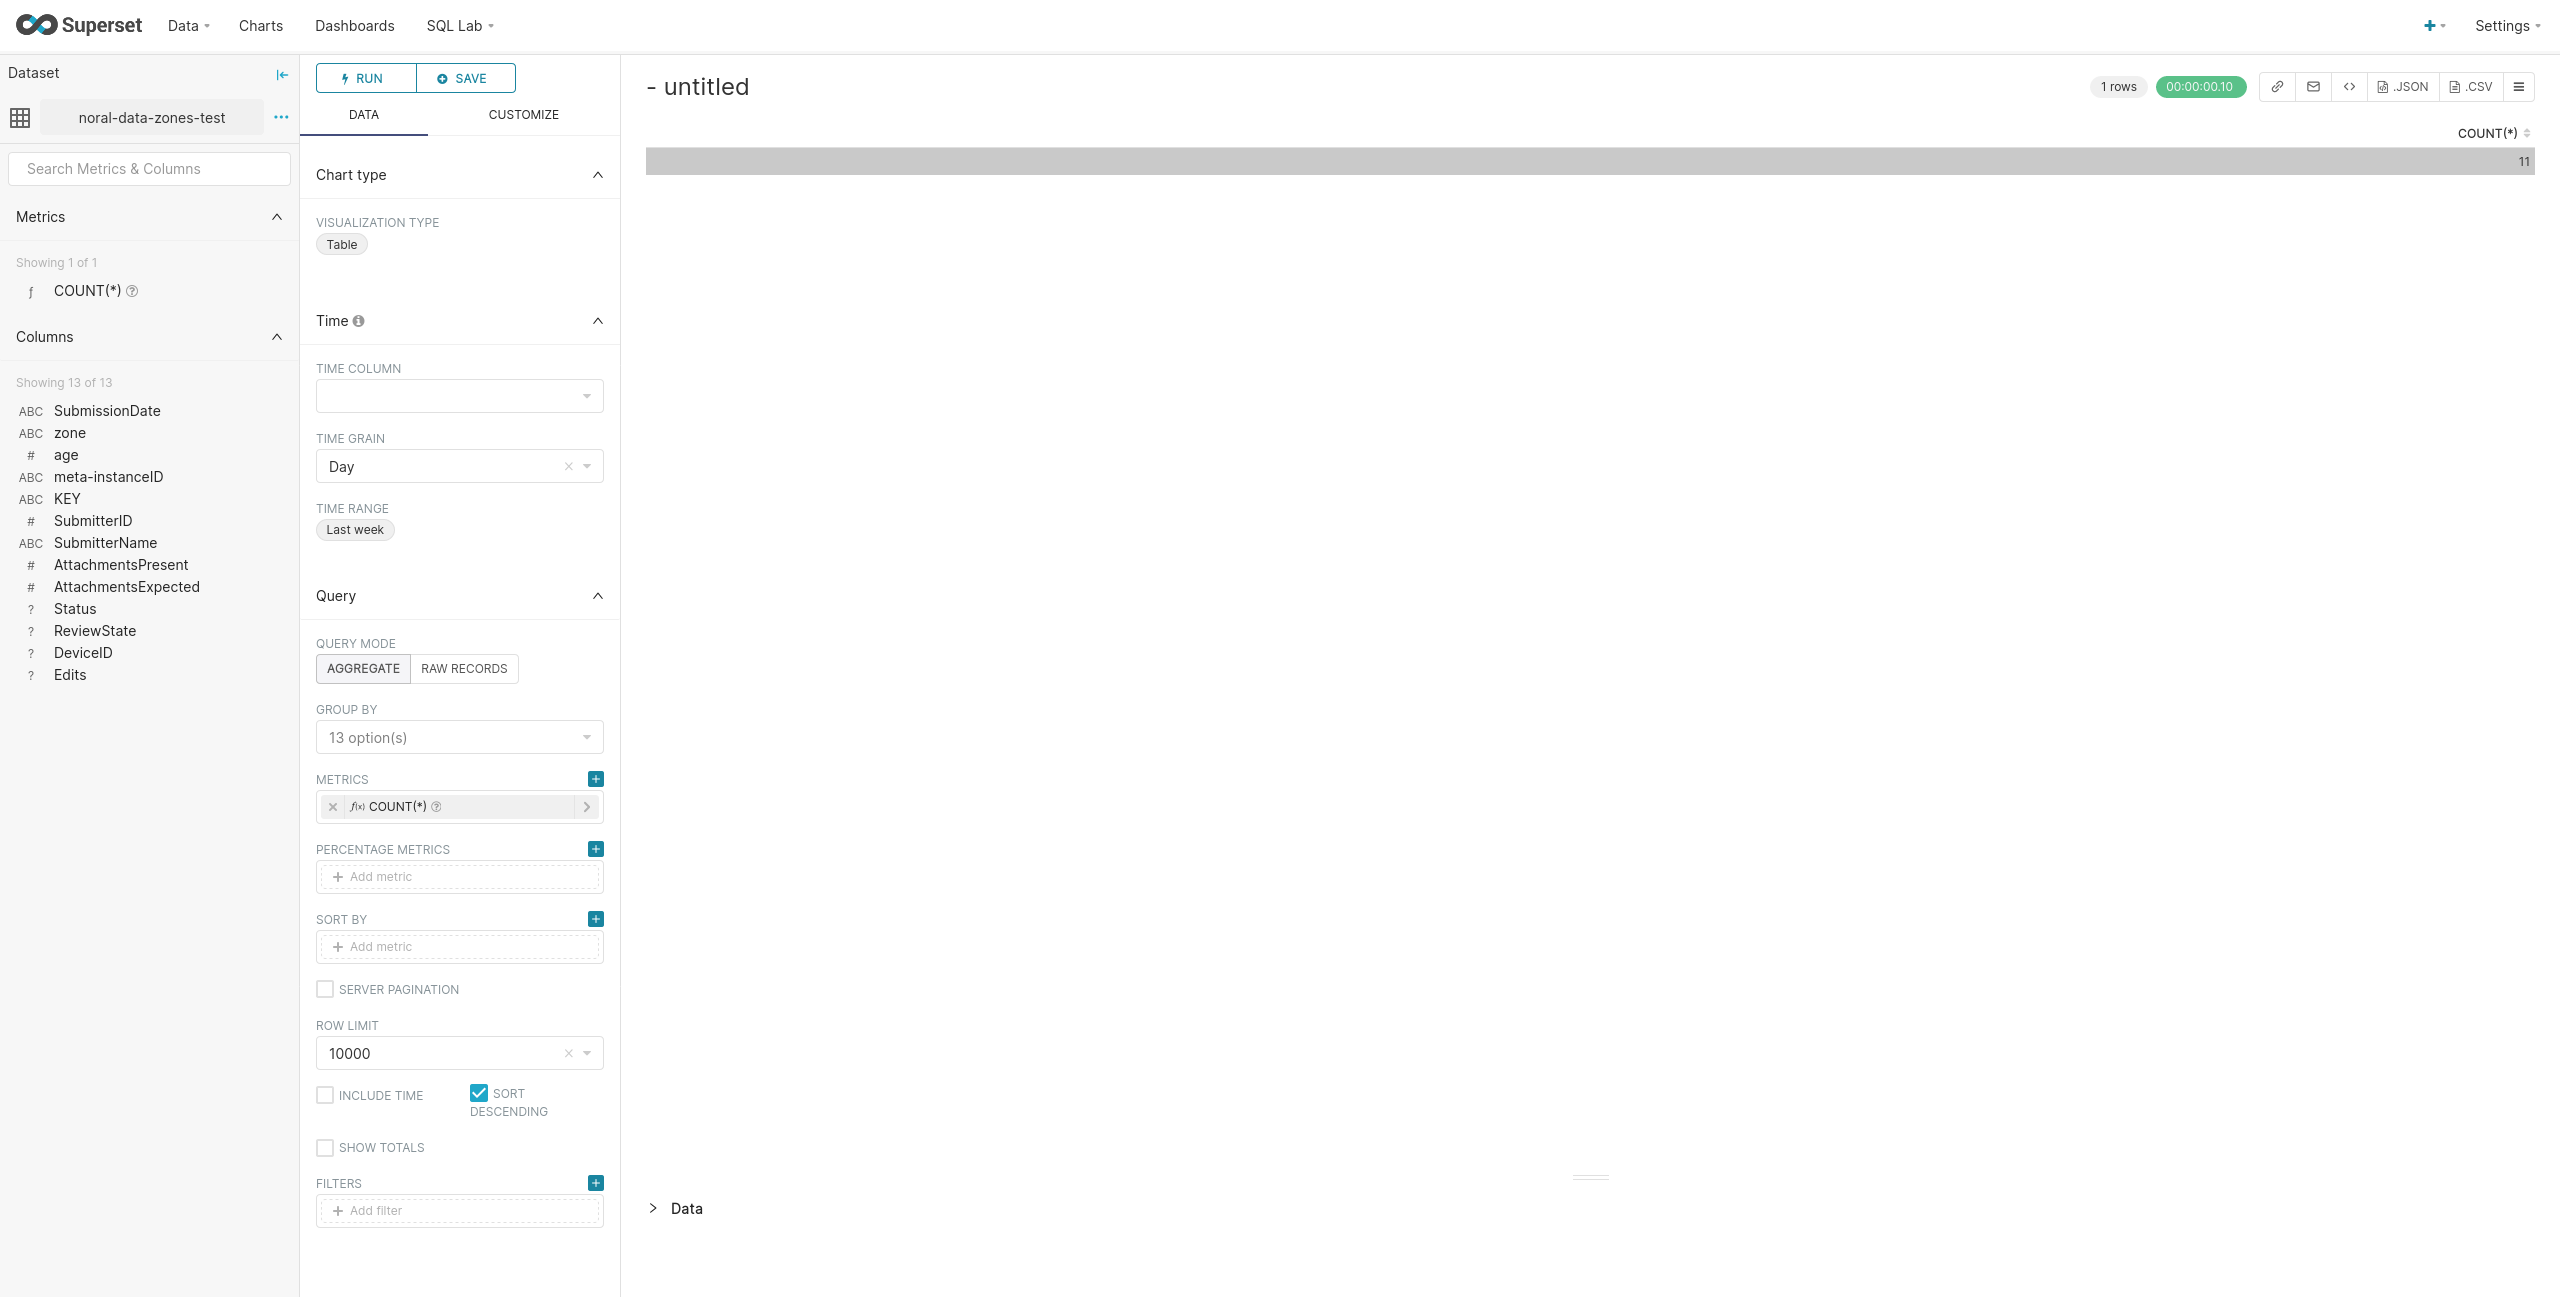 Superset Data Charts Dashboards SQL Lab + Settings
Dataset
noral-data-zones-test
Search Metrics & Columns
Metrics
Showing 1 of 1
ƒ COUNT(*)
Columns
Showing 13 of 13
ABC SubmissionDate
ABC zone
# age
ABC meta-instanceID
ABC KEY
# SubmitterID
ABC SubmitterName
# AttachmentsPresent
# AttachmentsExpected
? Status
? ReviewState
? DeviceID
? Edits
RUN SAVE
DATA CUSTOMIZE
Chart type
VISUALIZATION TYPE
Table
Time
TIME COLUMN
TIME GRAIN
Day
TIME RANGE
Last week
Query
QUERY MODE
AGGREGATE RAW RECORDS
GROUP BY
13 option(s)
METRICS
ƒ(x) COUNT(*)
PERCENTAGE METRICS
+ Add metric
SORT BY
+ Add metric
SERVER PAGINATION
ROW LIMIT
10000
INCLUDE TIME
SORT
DESCENDING
SHOW TOTALS
FILTERS
+ Add filter
- untitled
1 rows 00:00:00.10 .JSON .CSV
COUNT(*)
11
Data